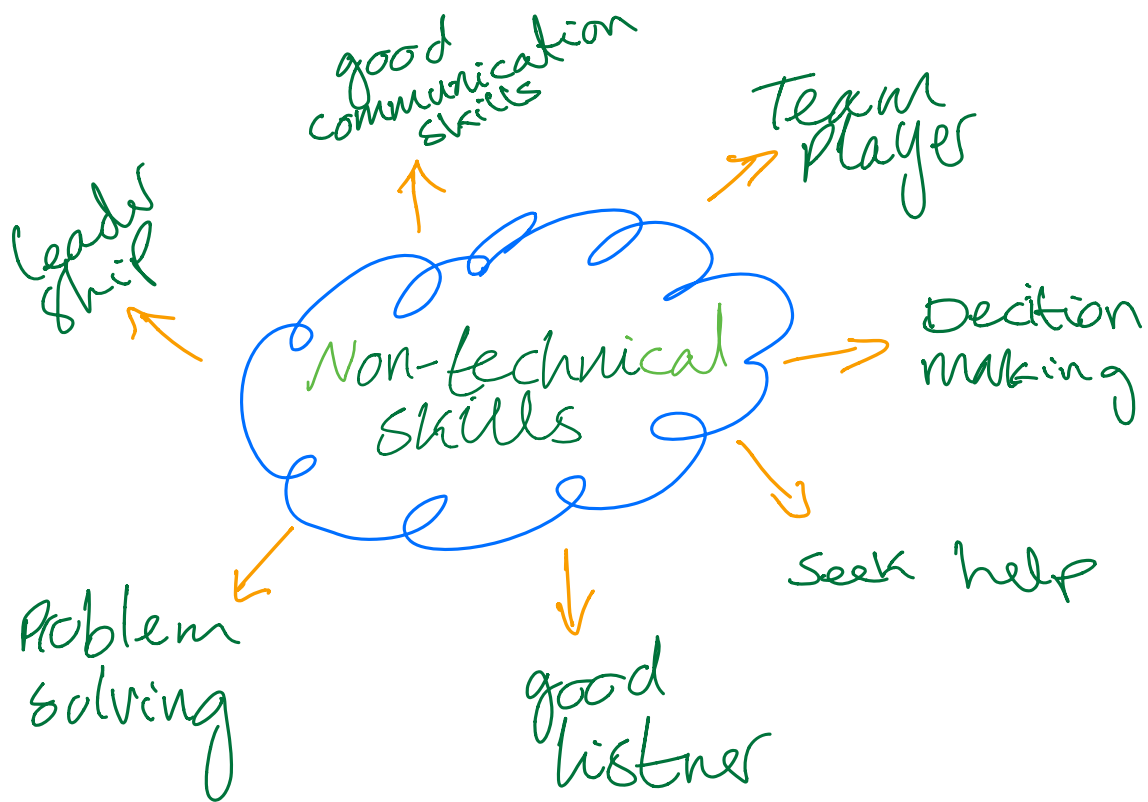 good
communication
skills
Team
Player
Leader
ship
Non-technical
skills
Decition
making
Seek help
Problem
solving
good
listner